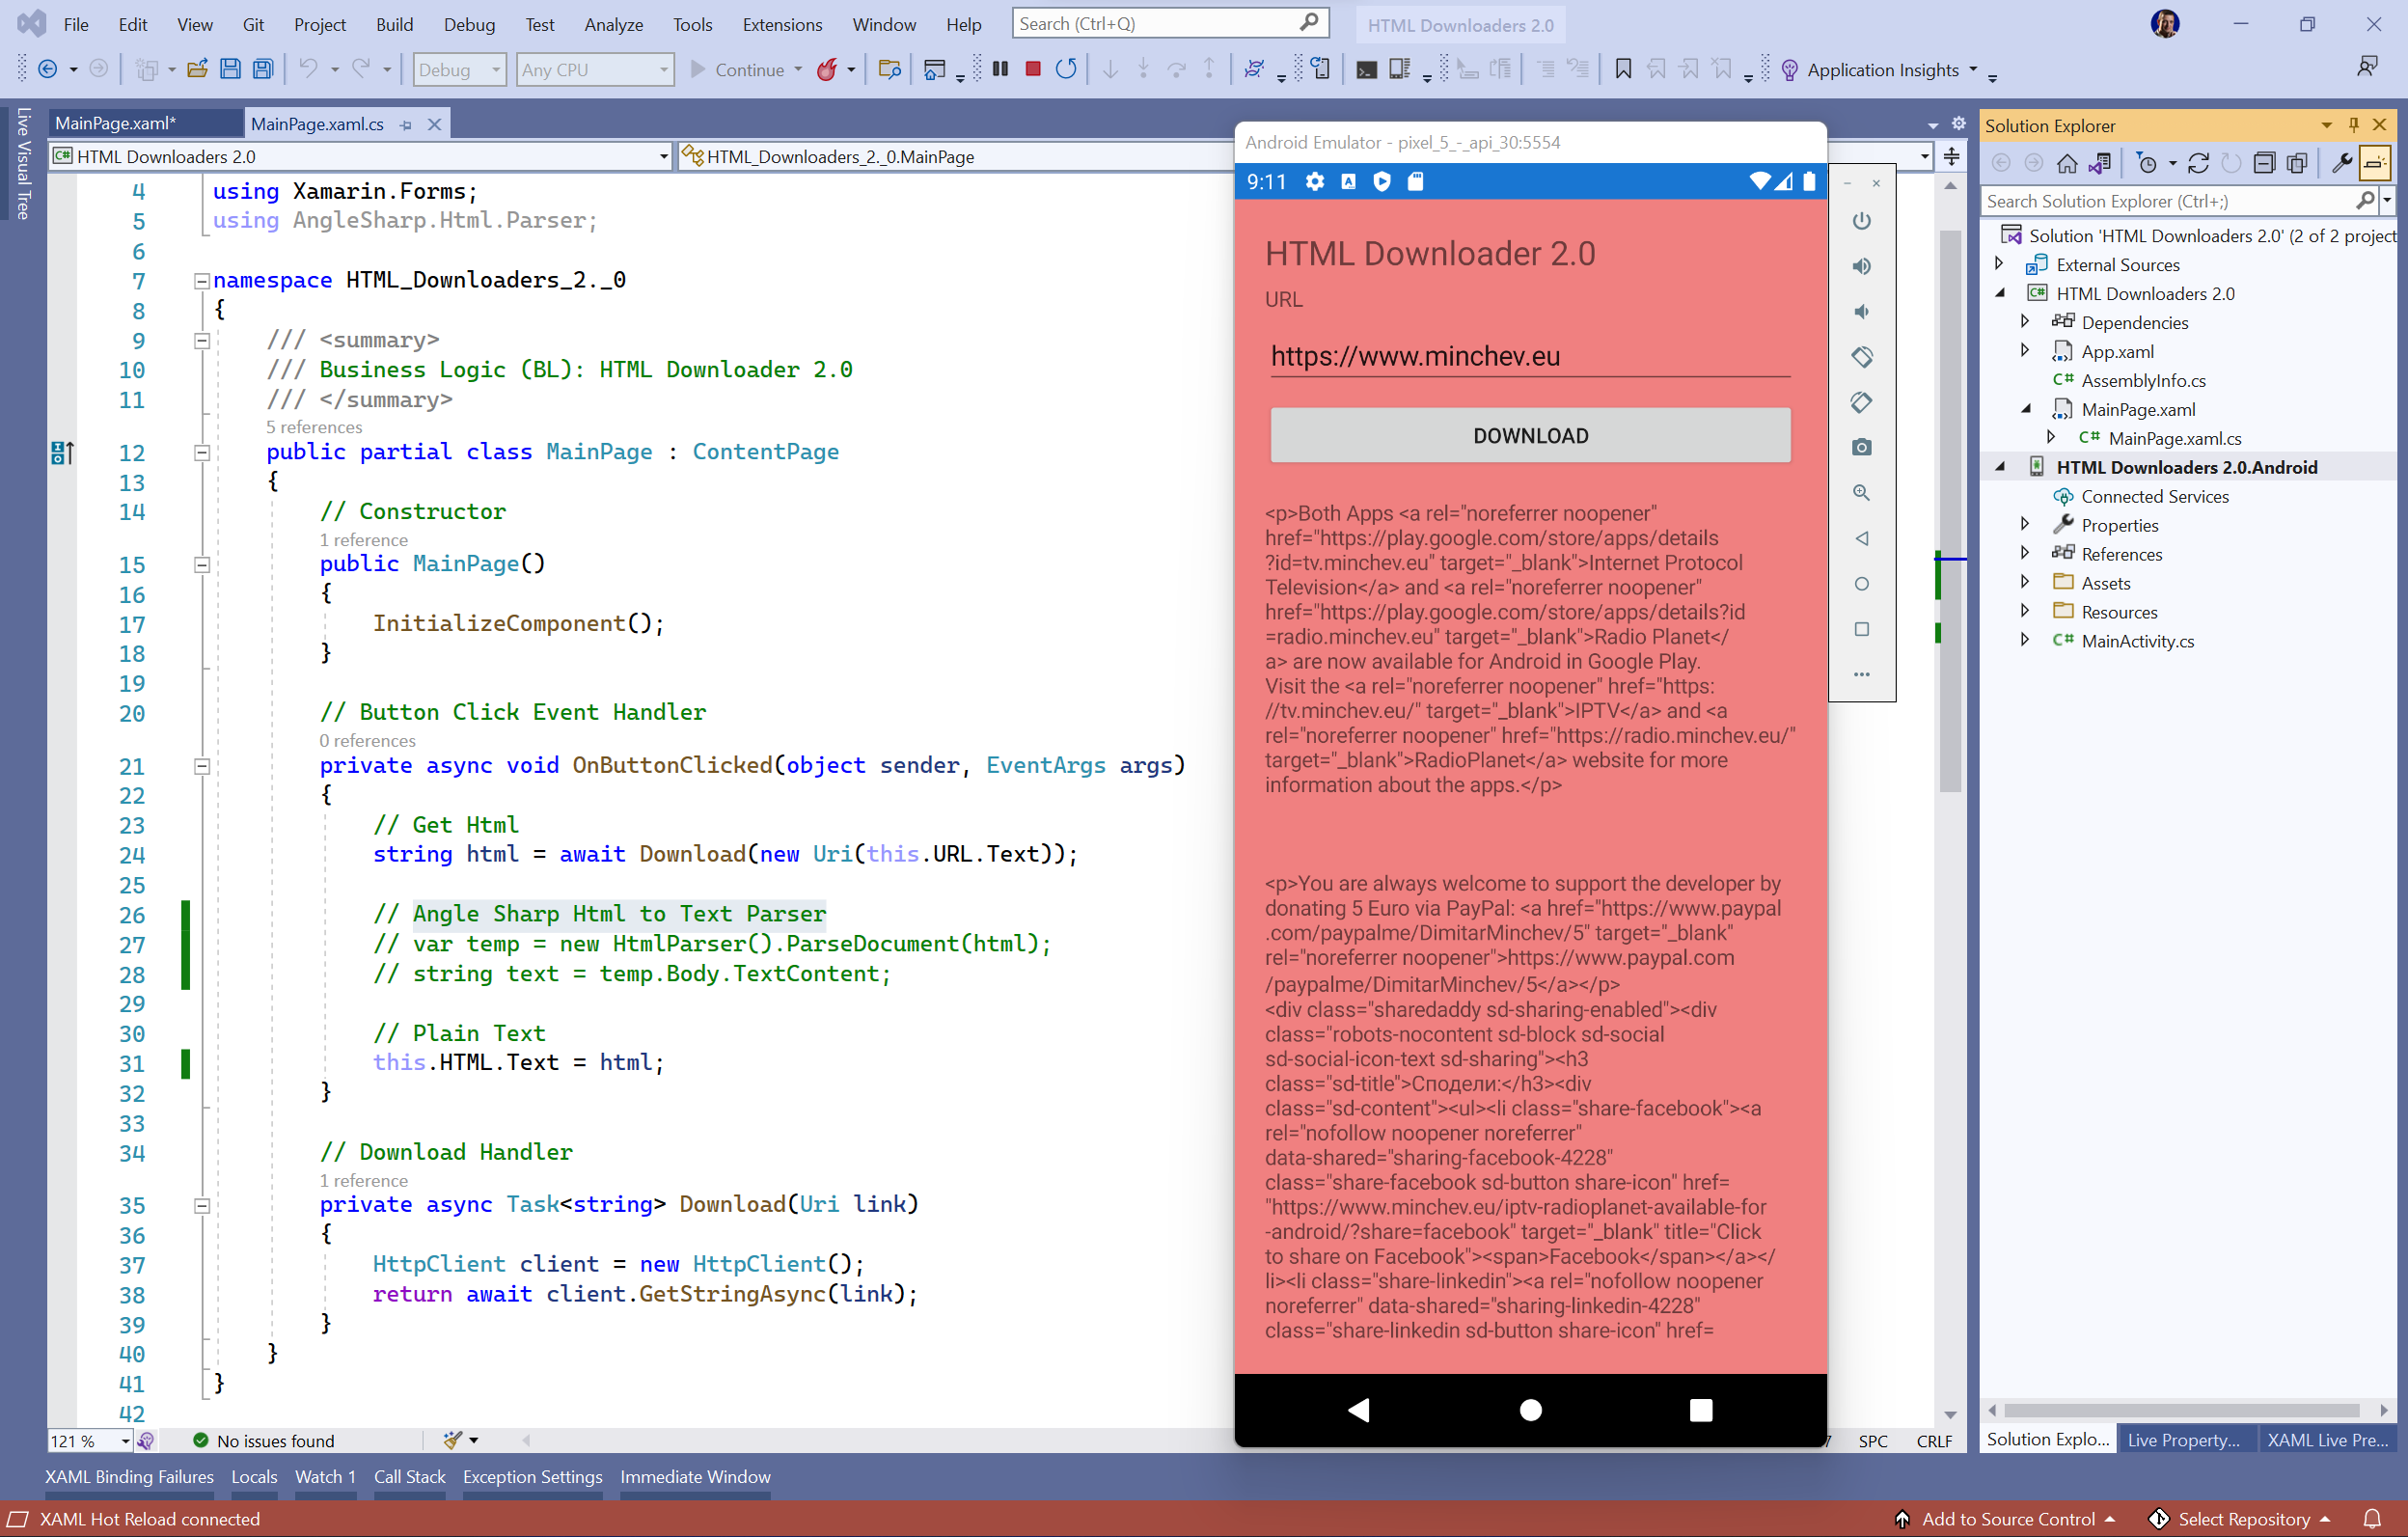 File Edit View Git Project Build Debug Test Analyze Tools Extensions Window Help Search (Ctrl+Q) HTML Downloaders 2.0
Debug Any CPU Continue Application Insights
Live Visual Tree
MainPage.xaml* MainPage.xaml.cs
HTML Downloaders 2.0 HTML_Downloaders_2._0.MainPage
4 using Xamarin.Forms;
5 using AngleSharp.Html.Parser;
6
7 namespace HTML_Downloaders_2._0
8 {
9 /// <summary>
10 /// Business Logic (BL): HTML Downloader 2.0
11 /// </summary>
5 references
12 public partial class MainPage : ContentPage
13 {
14 // Constructor
1 reference
15 public MainPage()
16 {
17 InitializeComponent();
18 }
19
20 // Button Click Event Handler
0 references
21 private async void OnButtonClicked(object sender, EventArgs args)
22 {
23 // Get Html
24 string html = await Download(new Uri(this.URL.Text));
25
26 // Angle Sharp Html to Text Parser
27 // var temp = new HtmlParser().ParseDocument(html);
28 // string text = temp.Body.TextContent;
29
30 // Plain Text
31 this.HTML.Text = html;
32 }
33
34 // Download Handler
1 reference
35 private async Task<string> Download(Uri link)
36 {
37 HttpClient client = new HttpClient();
38 return await client.GetStringAsync(link);
39 }
40 }
41 }
42
121 % No issues found SPC CRLF
Android Emulator - pixel_5_-_api_30:5554
9:11
HTML Downloader 2.0
URL
https://www.minchev.eu
DOWNLOAD
<p>Both Apps <a rel="noreferrer noopener"
href="https://play.google.com/store/apps/details
?id=tv.minchev.eu" target="_blank">Internet Protocol
Television</a> and <a rel="noreferrer noopener"
href="https://play.google.com/store/apps/details?id
=radio.minchev.eu" target="_blank">Radio Planet</
a> are now available for Android in Google Play.
Visit the <a rel="noreferrer noopener" href="https:
//tv.minchev.eu/" target="_blank">IPTV</a> and <a
rel="noreferrer noopener" href="https://radio.minchev.eu/"
target="_blank">RadioPlanet</a> website for more
information about the apps.</p>
<p>You are always welcome to support the developer by
donating 5 Euro via PayPal: <a href="https://www.paypal
.com/paypalme/DimitarMinchev/5" target="_blank"
rel="noreferrer noopener">https://www.paypal.com
/paypalme/DimitarMinchev/5</a></p>
<div class="sharedaddy sd-sharing-enabled"><div
class="robots-nocontent sd-block sd-social
sd-social-icon-text sd-sharing"><h3
class="sd-title">Сподели:</h3><div
class="sd-content"><ul><li class="share-facebook"><a
rel="nofollow noopener noreferrer"
data-shared="sharing-facebook-4228"
class="share-facebook sd-button share-icon" href=
"https://www.minchev.eu/iptv-radioplanet-available-for
-android/?share=facebook" target="_blank" title="Click
to share on Facebook"><span>Facebook</span></a></
li><li class="share-linkedin"><a rel="nofollow noopener
noreferrer" data-shared="sharing-linkedin-4228"
class="share-linkedin sd-button share-icon" href=
Solution Explorer
Search Solution Explorer (Ctrl+;)
Solution 'HTML Downloaders 2.0' (2 of 2 project
External Sources
HTML Downloaders 2.0
Dependencies
App.xaml
AssemblyInfo.cs
MainPage.xaml
MainPage.xaml.cs
HTML Downloaders 2.0.Android
Connected Services
Properties
References
Assets
Resources
MainActivity.cs
Solution Explo... Live Property... XAML Live Pre...
XAML Binding Failures Locals Watch 1 Call Stack Exception Settings Immediate Window
XAML Hot Reload connected Add to Source Control Select Repository